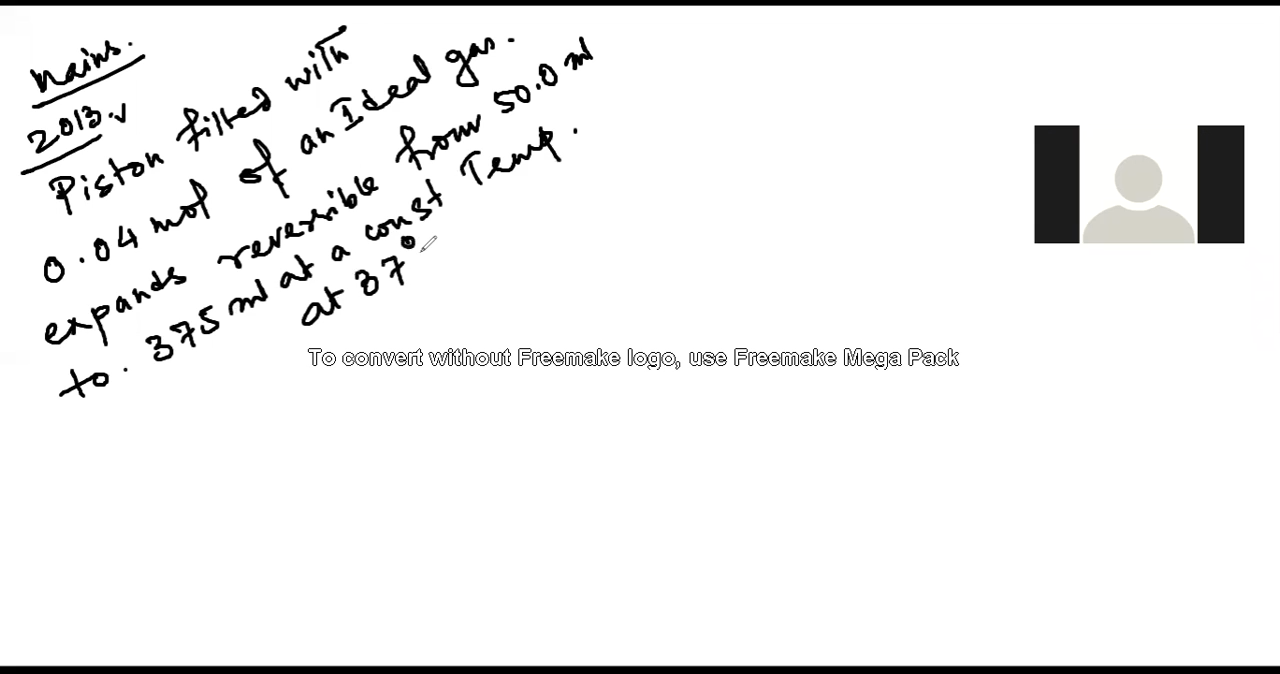 Mains.
2013.✓
Piston filled with
0.04 mol of an Ideal gas.
expands reversible from 50.0 ml
to. 375 ml at a const Temp.
at 37°
To convert without Freemake logo, use Freemake Mega Pack